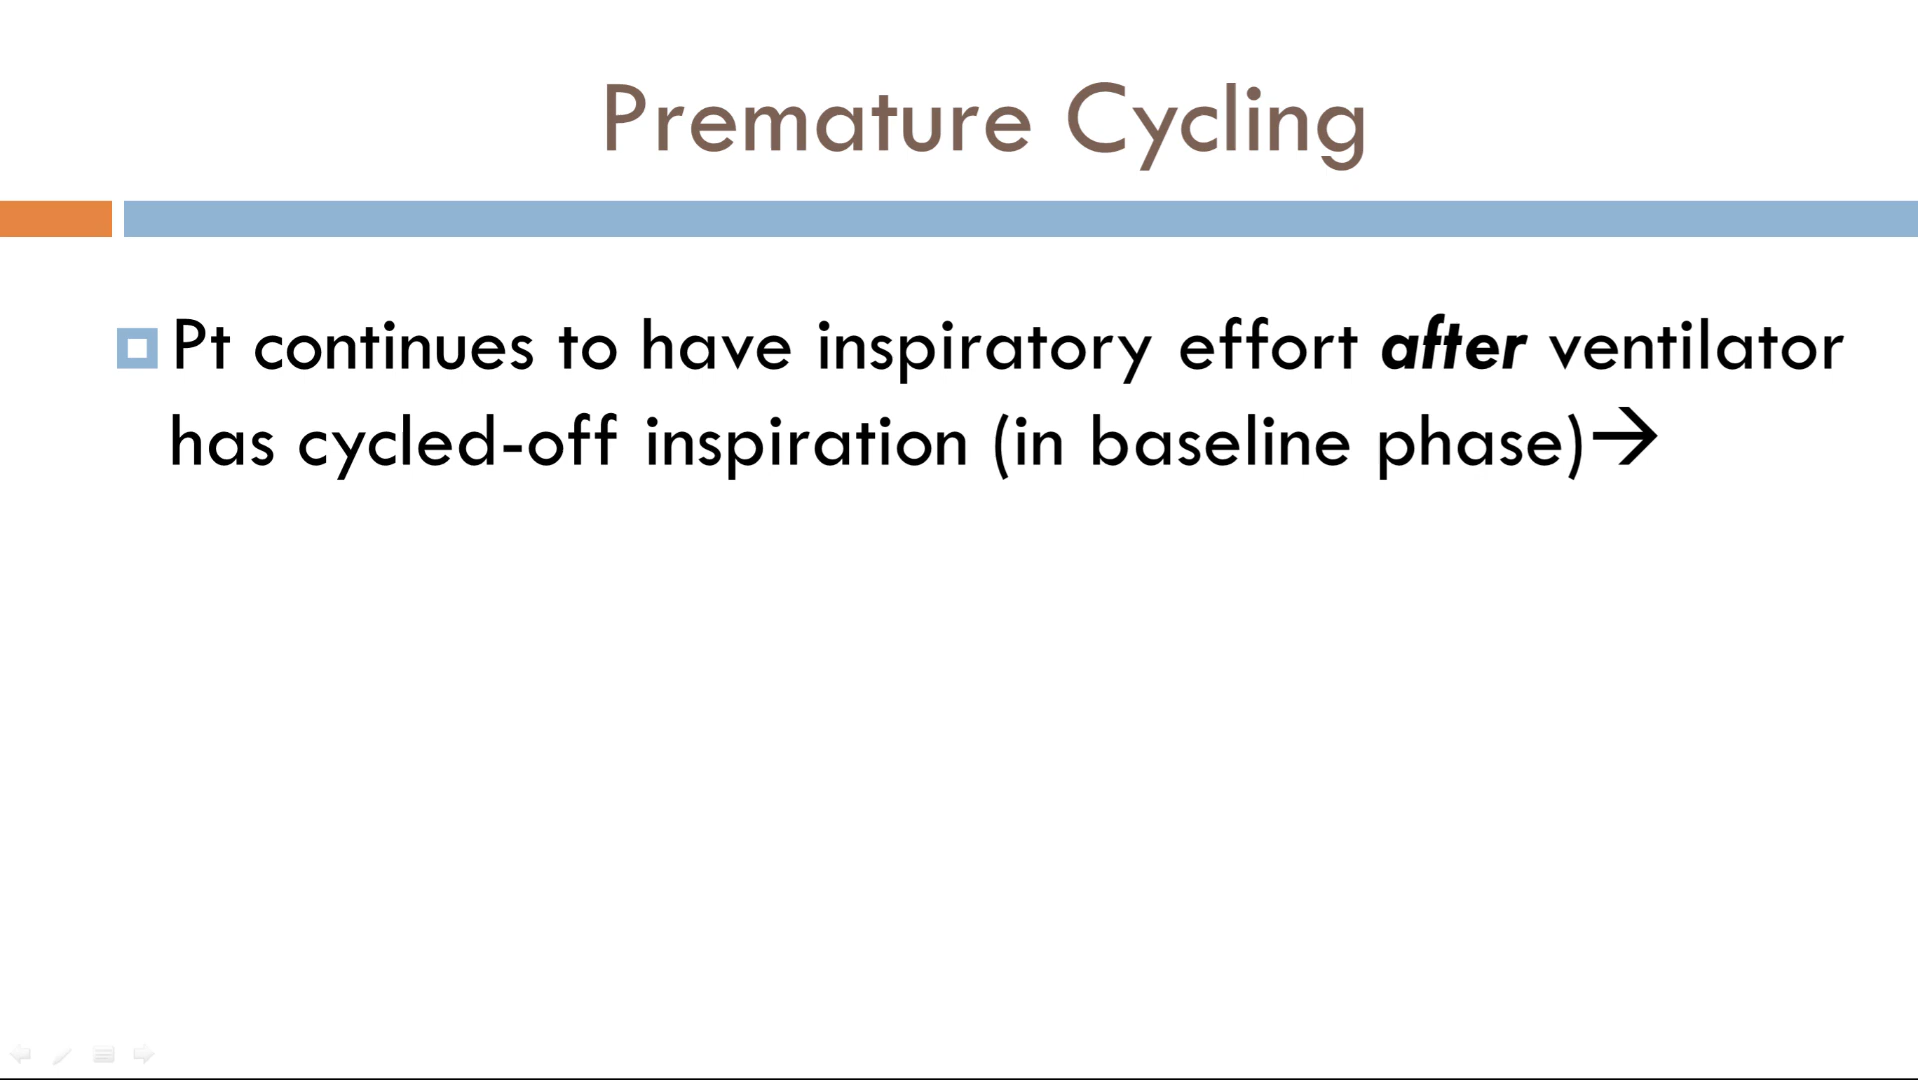 Premature Cycling
Pt continues to have inspiratory effort after ventilator
has cycled-off inspiration (in baseline phase)→